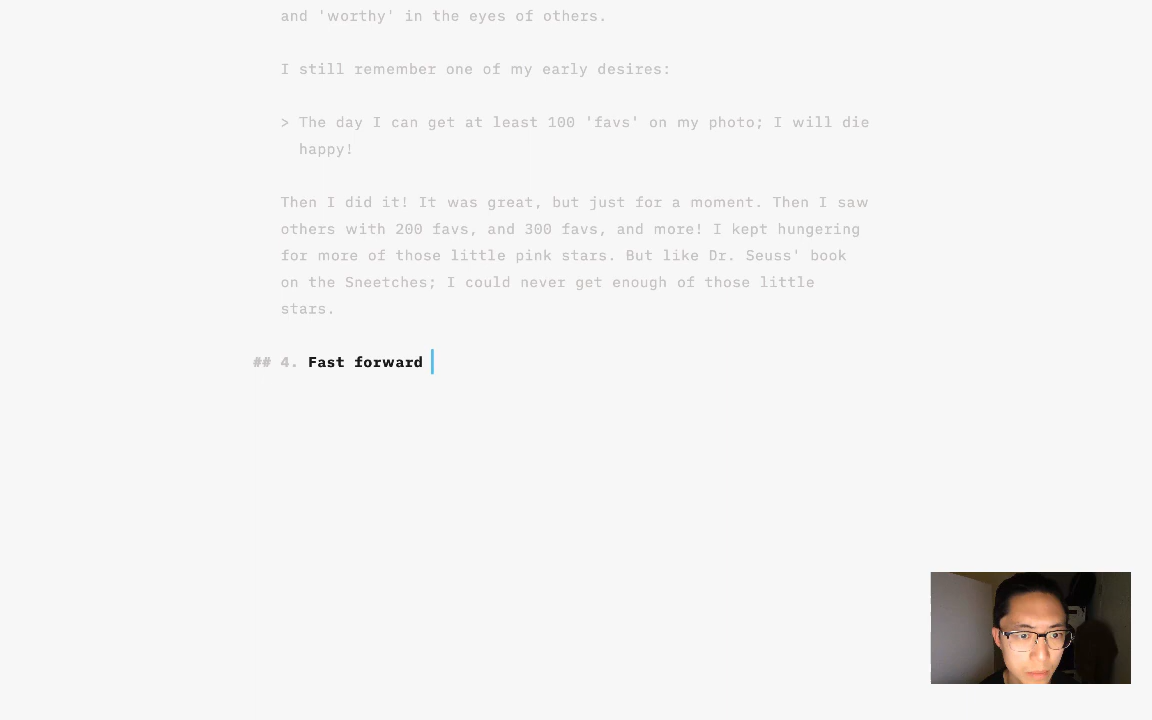 and 'worthy' in the eyes of others.
I still remember one of my early desires:
> The day I can get at least 100 'favs' on my photo; I will die
happy!
Then I did it! It was great, but just for a moment. Then I saw
others with 200 favs, and 300 favs, and more! I kept hungering
for more of those little pink stars. But like Dr. Seuss' book
on the Sneetches; I could never get enough of those little
stars.
## 4. Fast forward